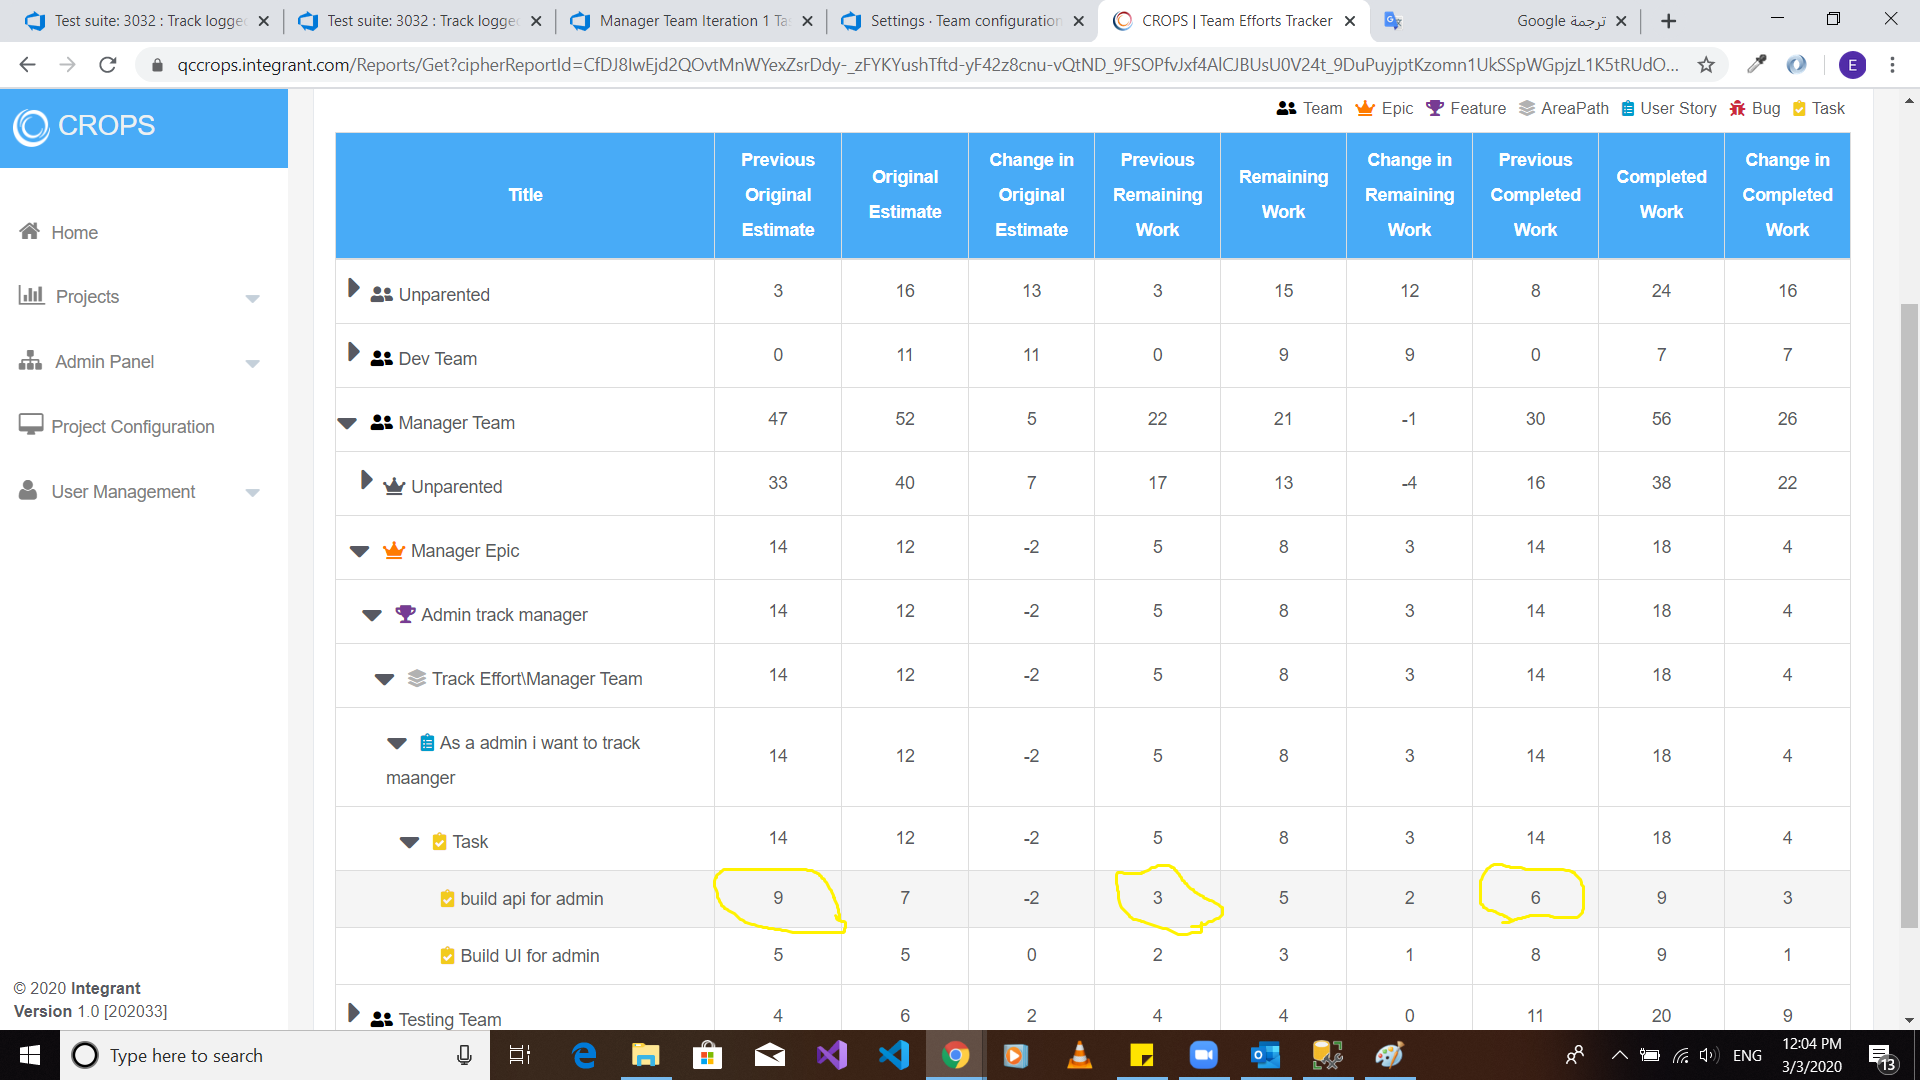 Test suite: 3032 : Track logge
Test suite: 3032 : Track logge
Manager Team Iteration 1 Ta
Settings · Team configuration
CROPS | Team Efforts Tracker
ترجمة Google
E
CROPS
Home
Projects
Admin Panel
Project Configuration
User Management
© 2020 Integrant
Version 1.0 [202033]
Team Epic Feature AreaPath User Story Bug Task
Title Previous Original Estimate Original Estimate Change in Original Estimate Previous Remaining Work Remaining Work Change in Remaining Work Previous Completed Work Completed Work Change in Completed Work
Unparented 3 16 13 3 15 12 8 24 16
Dev Team 0 11 11 0 9 9 0 7 7
Manager Team 47 52 5 22 21 -1 30 56 26
Unparented 33 40 7 17 13 -4 16 38 22
Manager Epic 14 12 -2 5 8 3 14 18 4
Admin track manager 14 12 -2 5 8 3 14 18 4
Track Effort\Manager Team 14 12 -2 5 8 3 14 18 4
As a admin i want to track maanger 14 12 -2 5 8 3 14 18 4
Task 14 12 -2 5 8 3 14 18 4
build api for admin 9 7 -2 3 5 2 6 9 3
Build UI for admin 5 5 0 2 3 1 8 9 1
Testing Team 4 6 2 4 4 0 11 20 9
Type here to search
ENG
12:04 PM
3/3/2020
13